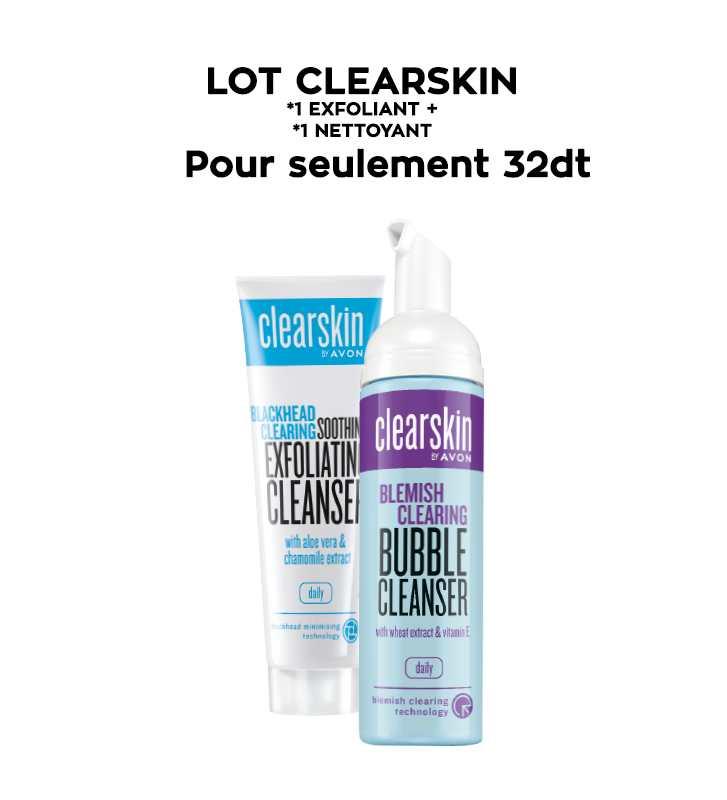 LOT CLEARSKIN
*1 EXFOLIANT +
*1 NETTOYANT
Pour seulement 32dt
clearskin
BY AVON
BLACKHEAD
CLEARING SOOTHIN
EXFOLIATIN
CLEANSE
with aloe vera &
chamomile extract
daily
blackhead minimising
technology
clearskin
BY AVON
BLEMISH
CLEARING
BUBBLE
CLEANSER
with wheat extract & vitamin E
daily
blemish clearing
technology